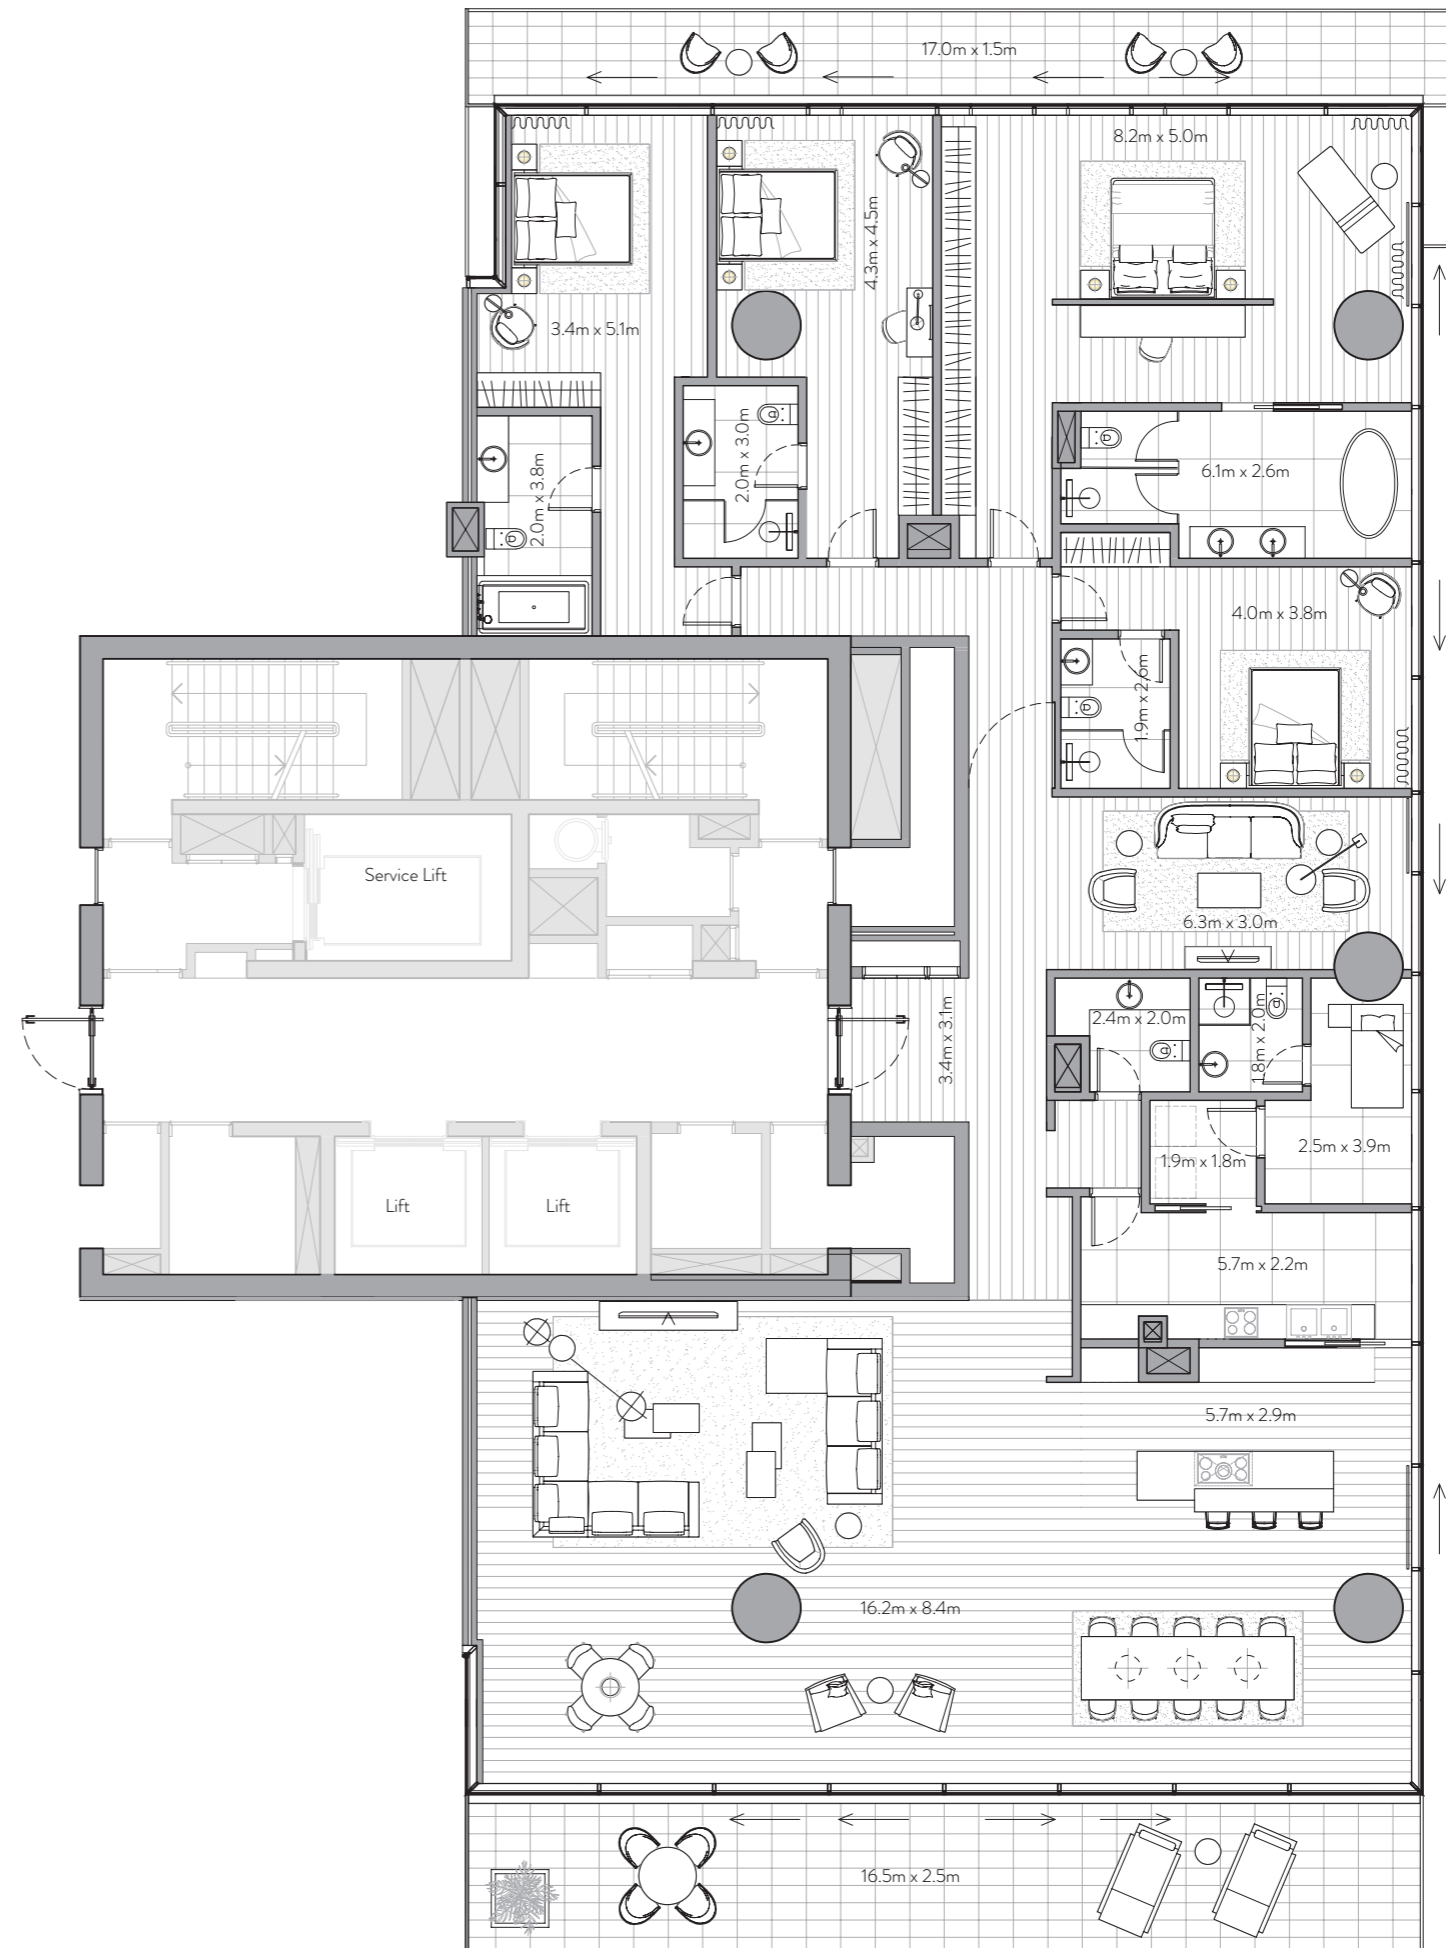 17.0m x 1.5m
8.2m x 5.0m
4.3m x 4.5m
3.4m x 5.1m
2.0m x 3.0m
2.0m x 3.8m
6.1m x 2.6m
4.0m x 3.8m
1.9m x 2.6m
Service Lift
6.3m x 3.0m
3.4m x 3.1m
2.4m x 2.0m
1.8m x 2.0m
1.9m x 1.8m
2.5m x 3.9m
Lift
Lift
5.7m x 2.2m
5.7m x 2.9m
16.2m x 8.4m
16.5m x 2.5m